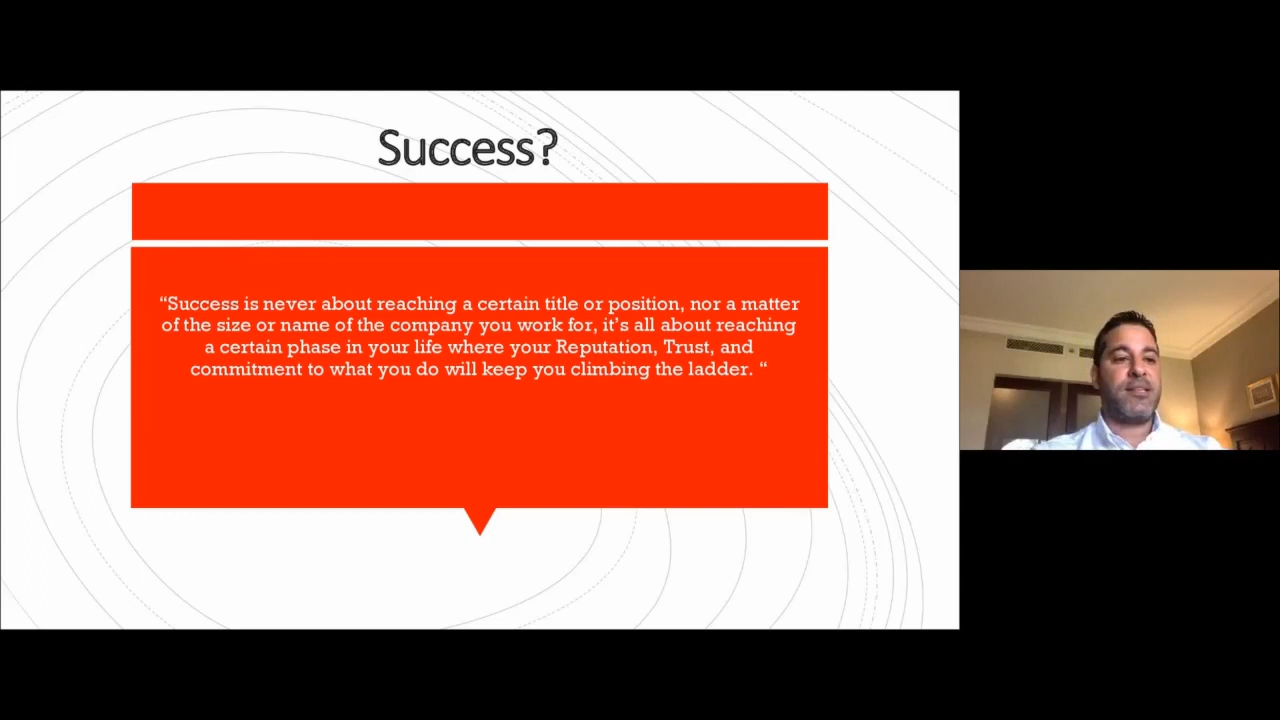 Success?
“Success is never about reaching a certain title or position, nor a matter
of the size or name of the company you work for, it’s all about reaching
a certain phase in your life where your Reputation, Trust, and
commitment to what you do will keep you climbing the ladder. “